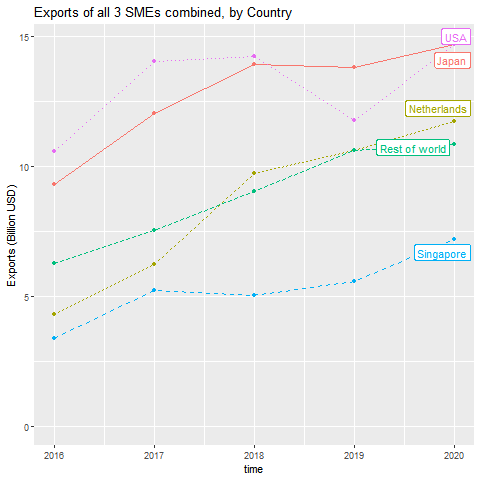 Exports of all 3 SMEs combined, by Country
15
USA
Japan
Netherlands
10
Rest of world
Exports (Billion USD)
5
Singapore
0
2016 2017 2018 2019 2020
time